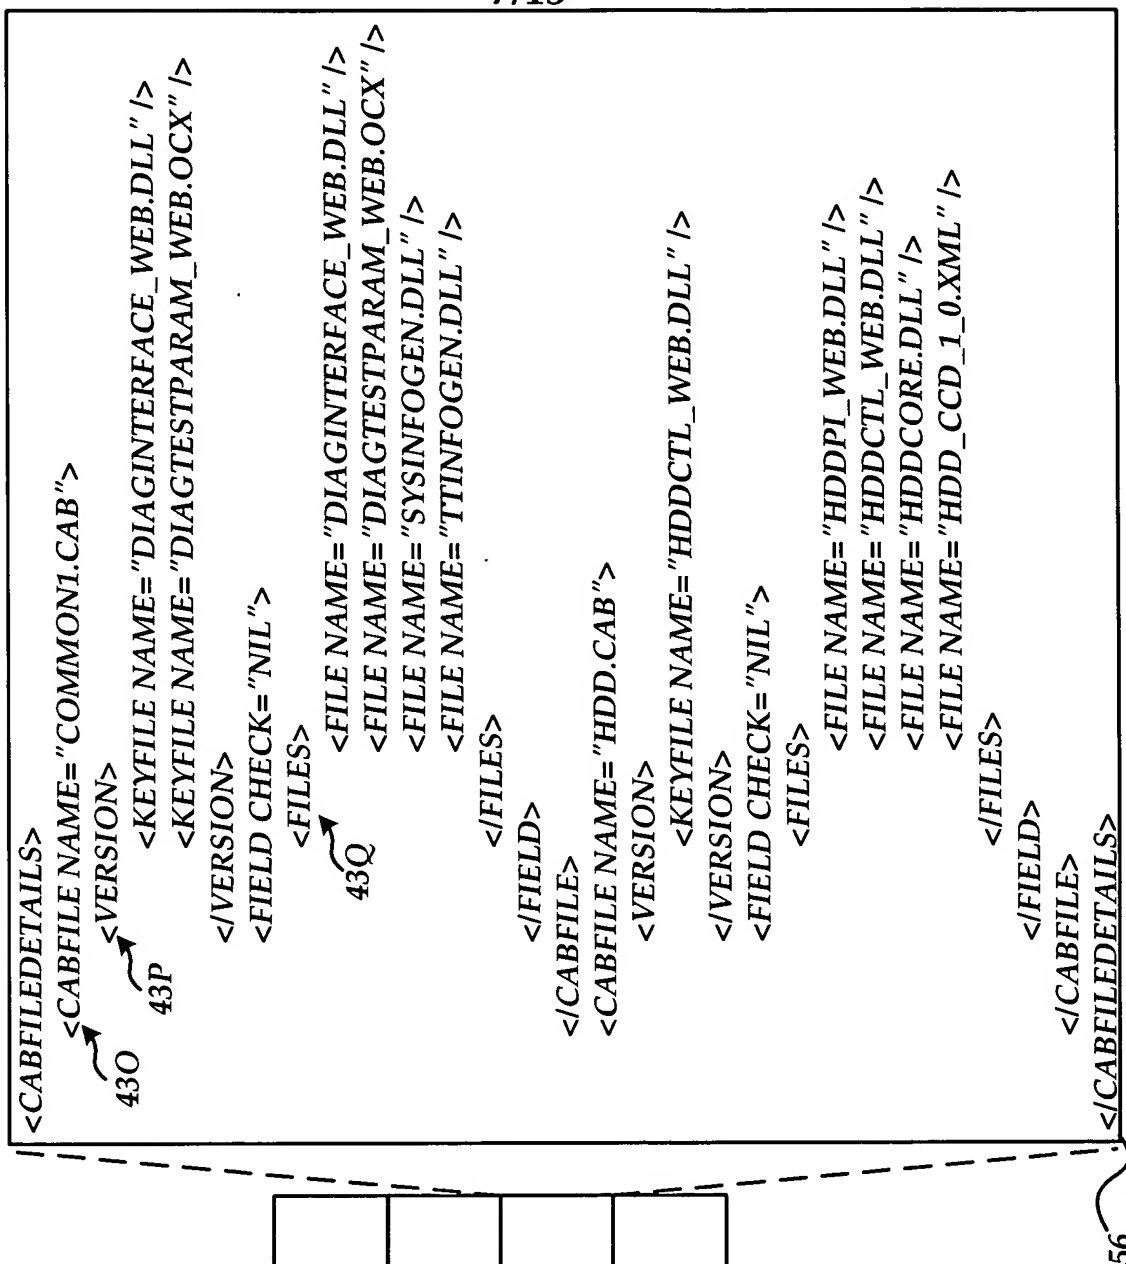 <CABFILEDETAILS>
<CABFILE NAME="COMMON1.CAB">
<VERSION>
<KEYFILE NAME="DIAGINTERFACE_WEB.DLL" />
<KEYFILE NAME="DIAGTESTPARAM_WEB.OCX" />
</VERSION>
<FIELD CHECK="NIL">
<FILES>
<FILE NAME="DIAGINTERFACE_WEB.DLL" />
<FILE NAME="DIAGTESTPARAM_WEB.OCX" />
<FILE NAME="SYSINFOGEN.DLL" />
<FILE NAME="TTINFOGEN.DLL" />
</FILES>
</FIELD>
</CABFILE>
<CABFILE NAME="HDD.CAB">
<VERSION>
<KEYFILE NAME="HDDCTL_WEB.DLL" />
</VERSION>
<FIELD CHECK="NIL">
<FILES>
<FILE NAME="HDDPI_WEB.DLL" />
<FILE NAME="HDDCTL_WEB.DLL" />
<FILE NAME="HDDCORE.DLL" />
<FILE NAME="HDD_CCD_1_0.XML" />
</FILES>
</FIELD>
</CABFILE>
</CABFILEDETAILS>
43O
43P
43Q
56